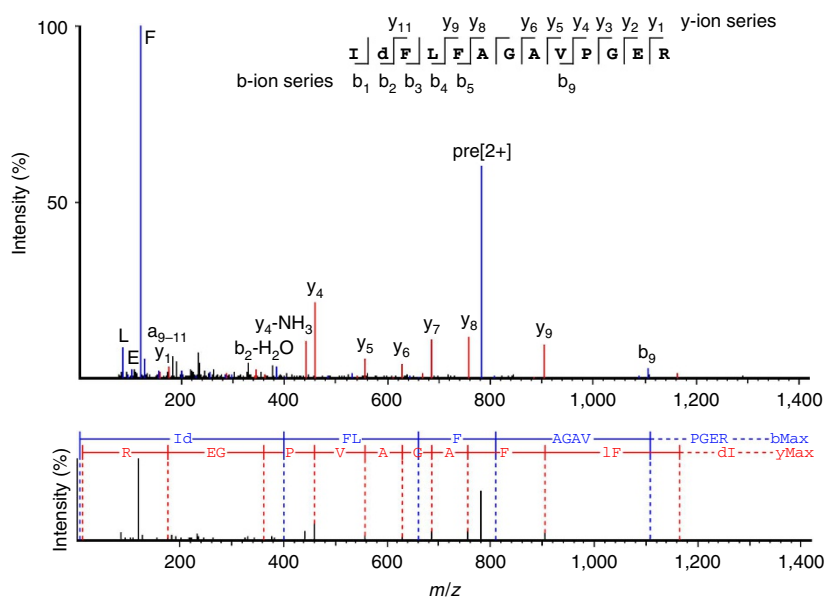 100
50
Intensity (%)
y11 y9 y8 y6 y5 y4 y3 y2 y1 y-ion series
I d F L F A G A V P G E R
b-ion series b1 b2 b3 b4 b5 b9
F
pre[2+]
L
E
a9–11
y1
b2-H2O
y4-NH3
y4
y5
y6
y7
y8
y9
b9
200 400 600 800 1,000 1,200 1,400
Id FL F AGAV PGER bMax
R EG P V A G A F lF dI yMax
Intensity (%)
200 400 600 800 1,000 1,200 1,400
m/z